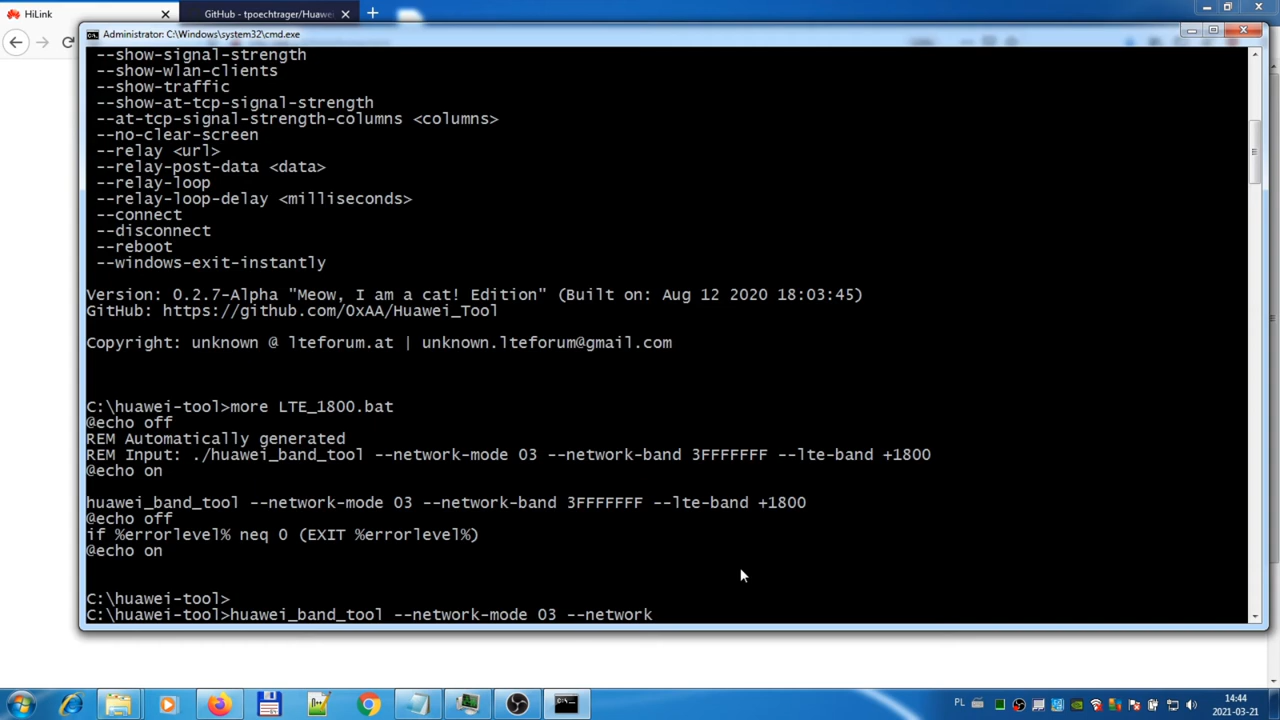 HiLink
GitHub - tpoechtrager/Huawei
Administrator: C:\Windows\system32\cmd.exe
--show-signal-strength
--show-wlan-clients
--show-traffic
--show-at-tcp-signal-strength
--at-tcp-signal-strength-columns <columns>
--no-clear-screen
--relay <url>
--relay-post-data <data>
--relay-loop
--relay-loop-delay <milliseconds>
--connect
--disconnect
--reboot
--windows-exit-instantly
Version: 0.2.7-Alpha "Meow, I am a cat! Edition" (Built on: Aug 12 2020 18:03:45)
GitHub: https://github.com/0xAA/Huawei_Tool
Copyright: unknown @ lteforum.at | unknown.lteforum@gmail.com
C:\huawei-tool>more LTE_1800.bat
@echo off
REM Automatically generated
REM Input: ./huawei_band_tool --network-mode 03 --network-band 3FFFFFFF --lte-band +1800
@echo on
huawei_band_tool --network-mode 03 --network-band 3FFFFFFF --lte-band +1800
@echo off
if %errorlevel% neq 0 (EXIT %errorlevel%)
@echo on
C:\huawei-tool>
C:\huawei-tool>huawei_band_tool --network-mode 03 --network
PL
14:44
2021-03-21